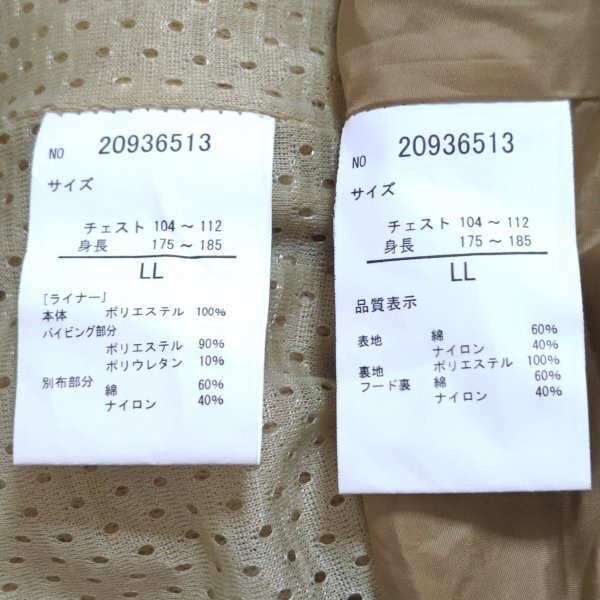 NO 20936513
サイズ
チェスト 104 ～ 112
身長 175 ～ 185
LL
[ライナー]
本体 ポリエステル 100%
パイピング部分
ポリエステル 90%
ポリウレタン 10%
別布部分 綿 60%
ナイロン 40%
NO 20936513
サイズ
チェスト 104 ～ 112
身長 175 ～ 185
LL
品質表示
表地 綿 60%
ナイロン 40%
裏地 ポリエステル 100%
フード裏 綿 60%
ナイロン 40%